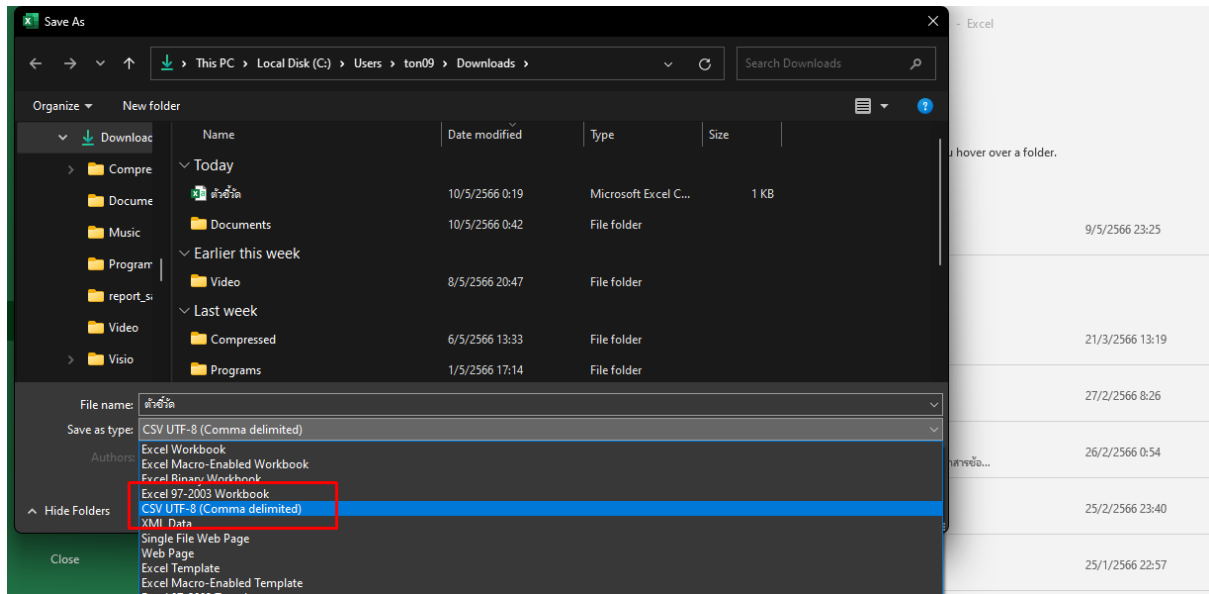 Save As
- Excel
This PC > Local Disk (C:) > Users > ton09 > Downloads >
Search Downloads
Organize
New folder
Downloac
Name
Date modified
Type
Size
u hover over a folder.
Compre
Today
Docume
ตัวชี้วัด
10/5/2566 0:19
Microsoft Excel C...
1 KB
Music
Documents
10/5/2566 0:42
File folder
9/5/2566 23:25
Program
Earlier this week
report_sa
Video
8/5/2566 20:47
File folder
Video
Last week
Visio
Compressed
6/5/2566 13:33
File folder
21/3/2566 13:19
Programs
1/5/2566 17:14
File folder
File name:
ตัวชี้วัด
27/2/2566 8:26
Save as type:
CSV UTF-8 (Comma delimited)
Authors:
Excel Workbook
26/2/2566 0:54
Excel Macro-Enabled Workbook
Excel Binary Workbook
Excel 97-2003 Workbook
Hide Folders
CSV UTF-8 (Comma delimited)
25/2/2566 23:40
XML Data
Single File Web Page
Close
Web Page
25/1/2566 22:57
Excel Template
Excel Macro-Enabled Template